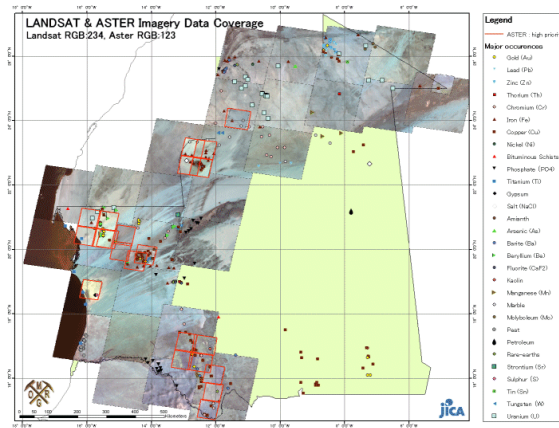 LANDSAT & ASTER Imagery Data Coverage
Landsat RGB:234, Aster RGB:123
Legend
ASTER : high priori
Major occurences
Gold (Au)
Lead (Pb)
Zinc (Zn)
Thorium (Th)
Chromium (Cr)
Iron (Fe)
Copper (Cu)
Nickel (Ni)
Bituminous Schists
Phosphate (PO4)
Titanium (Ti)
Gypsum
Salt (NaCl)
Amianth
Arsenic (As)
Barite (Ba)
Beryllium (Be)
Fluorite (CaF2)
Kaolin
Manganese (Mn)
Marble
Molybdenum (Mo)
Peat
Petroleum
Rare-earths
Strontium (Sr)
Sulphur (S)
Tin (Sn)
Tungsten (W)
Uranium (U)
JICA